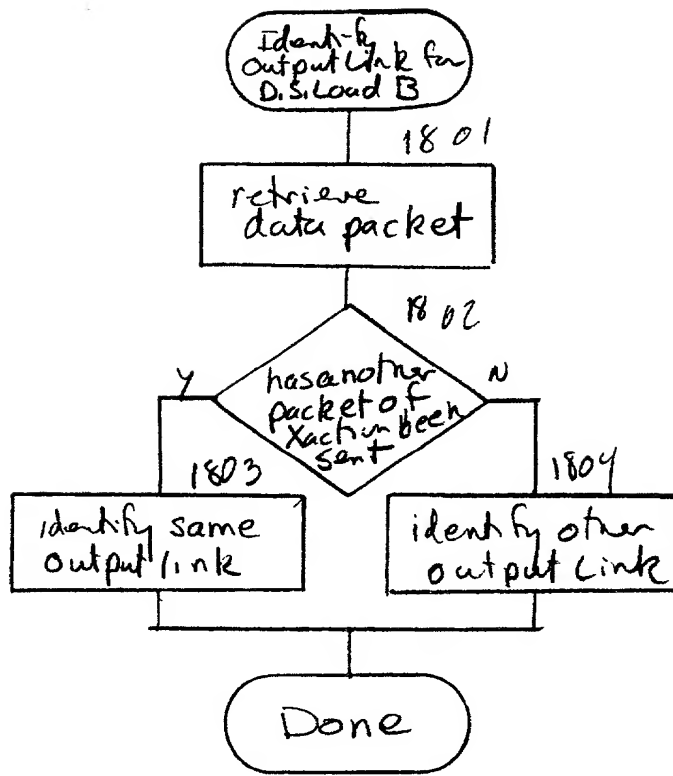 Identify
Output Link for
D.S. Load B
1801
retrieve
data packet
1802
has another
packet of
Xaction been
sent
Y
N
1803
identify same
output link
1804
identify other
output link
Done